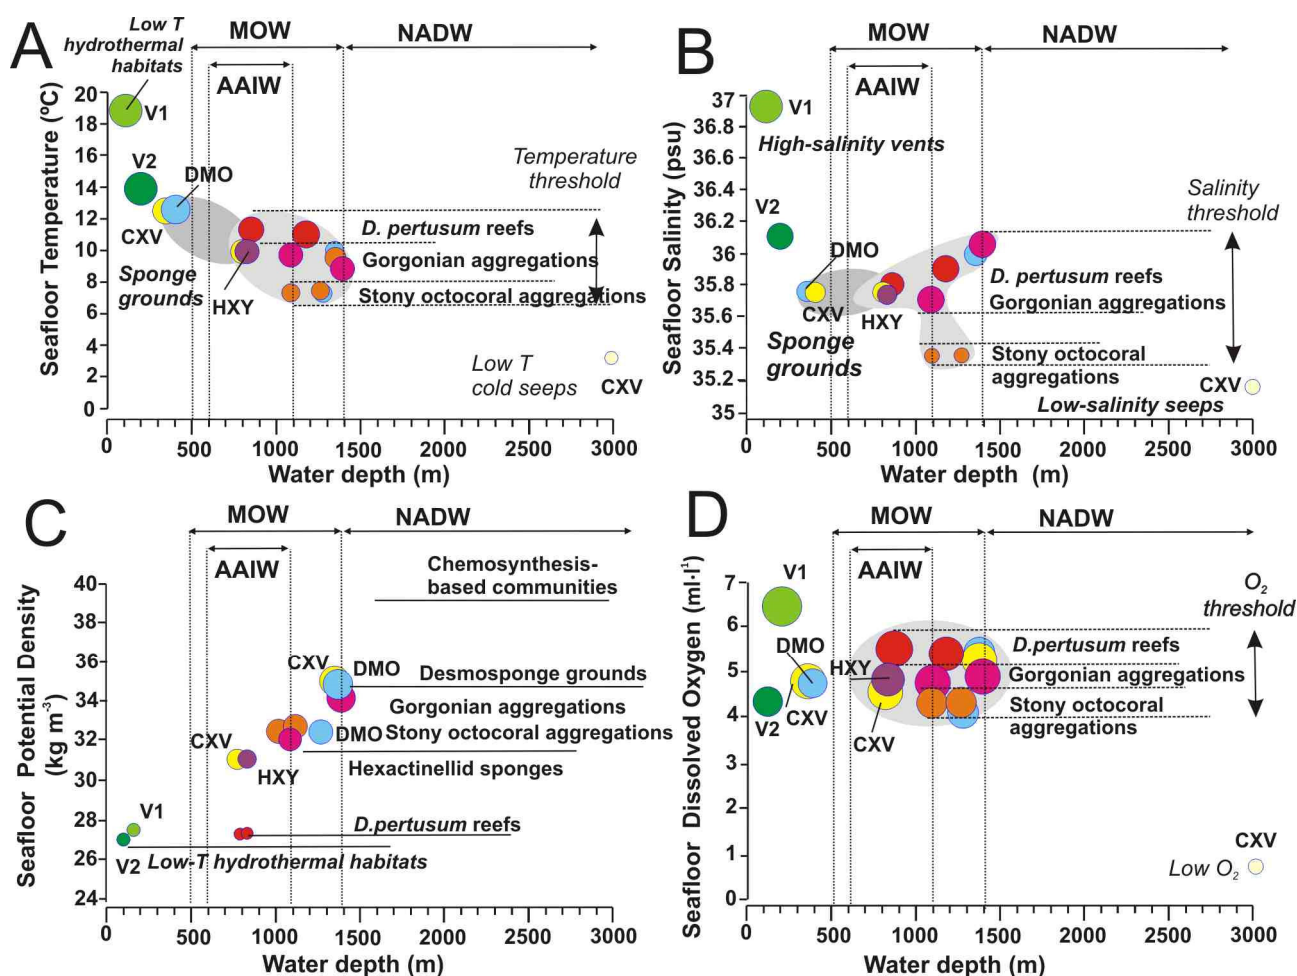 A
Low T
hydrothermal
habitats
MOW
NADW
AAIW
Seafloor Temperature (ºC)
20
18
16
14
12
10
8
6
4
2
0
V1
V2
DMO
CXV
Sponge
grounds
HXY
Temperature
threshold
D. pertusum reefs
Gorgonian aggregations
Stony octocoral aggregations
Low T
cold seeps
CXV
0 500 1000 1500 2000 2500 3000
Water depth (m)
B
MOW
NADW
AAIW
Seafloor Salinity (psu)
37
36.8
36.6
36.4
36.2
36
35.8
35.6
35.4
35.2
35
V1
High-salinity vents
V2
DMO
CXV
HXY
Sponge
grounds
Salinity
threshold
D. pertusum reefs
Gorgonian aggregations
Stony octocoral
aggregations
CXV
Low-salinity seeps
0 500 1000 1500 2000 2500 3000
Water depth (m)
C
MOW
NADW
AAIW
Seafloor Potential Density
(kg m-3)
40
38
36
34
32
30
28
26
24
Chemosynthesis-
based communities
CXV
DMO
Desmosponge grounds
Gorgonian aggregations
DMO
Stony octocoral aggregations
CXV
HXY
Hexactinellid sponges
V1
D.pertusum reefs
V2
Low-T hydrothermal habitats
0 500 1000 1500 2000 2500 3000
Water depth (m)
D
MOW
NADW
AAIW
Seafloor Dissolved Oxygen (ml·l1)
7
6
5
4
3
2
1
0
V1
DMO
HXY
V2
CXV
CXV
O2
threshold
D.pertusum reefs
Gorgonian aggregations
Stony octocoral
aggregations
CXV
Low O2
0 500 1000 1500 2000 2500 3000
Water depth (m)